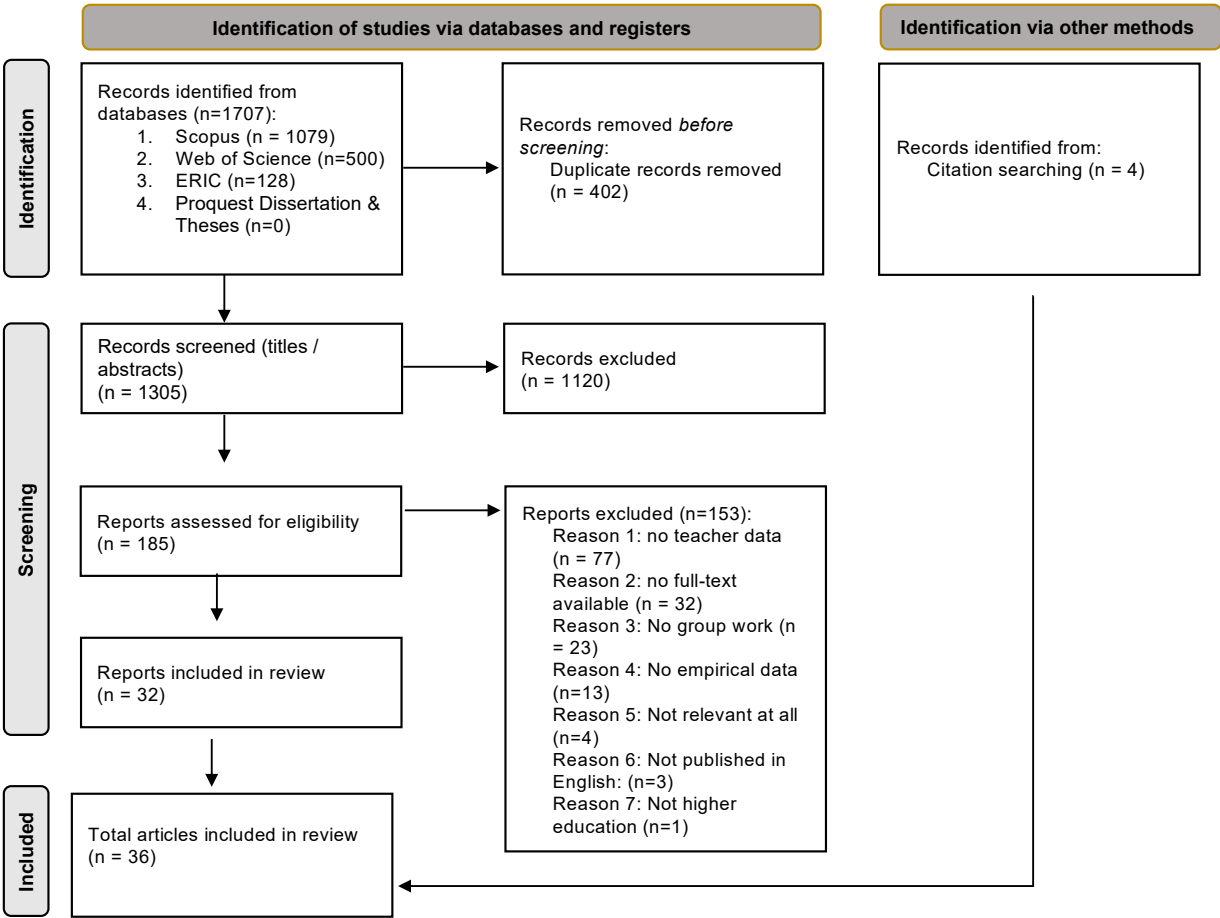 Identification of studies via databases and registers
Identification via other methods
Identification
Records identified from
databases (n=1707):
1. Scopus (n = 1079)
2. Web of Science (n=500)
3. ERIC (n=128)
4. Proquest Dissertation &
Theses (n=0)
Records removed before
screening:
Duplicate records removed
(n = 402)
Records identified from:
Citation searching (n = 4)
Screening
Records screened (titles /
abstracts)
(n = 1305)
Records excluded
(n = 1120)
Reports assessed for eligibility
(n = 185)
Reports excluded (n=153):
Reason 1: no teacher data
(n = 77)
Reason 2: no full-text
available (n = 32)
Reason 3: No group work (n
= 23)
Reason 4: No empirical data
(n=13)
Reason 5: Not relevant at all
(n=4)
Reason 6: Not published in
English: (n=3)
Reason 7: Not higher
education (n=1)
Reports included in review
(n = 32)
Included
Total articles included in review
(n = 36)